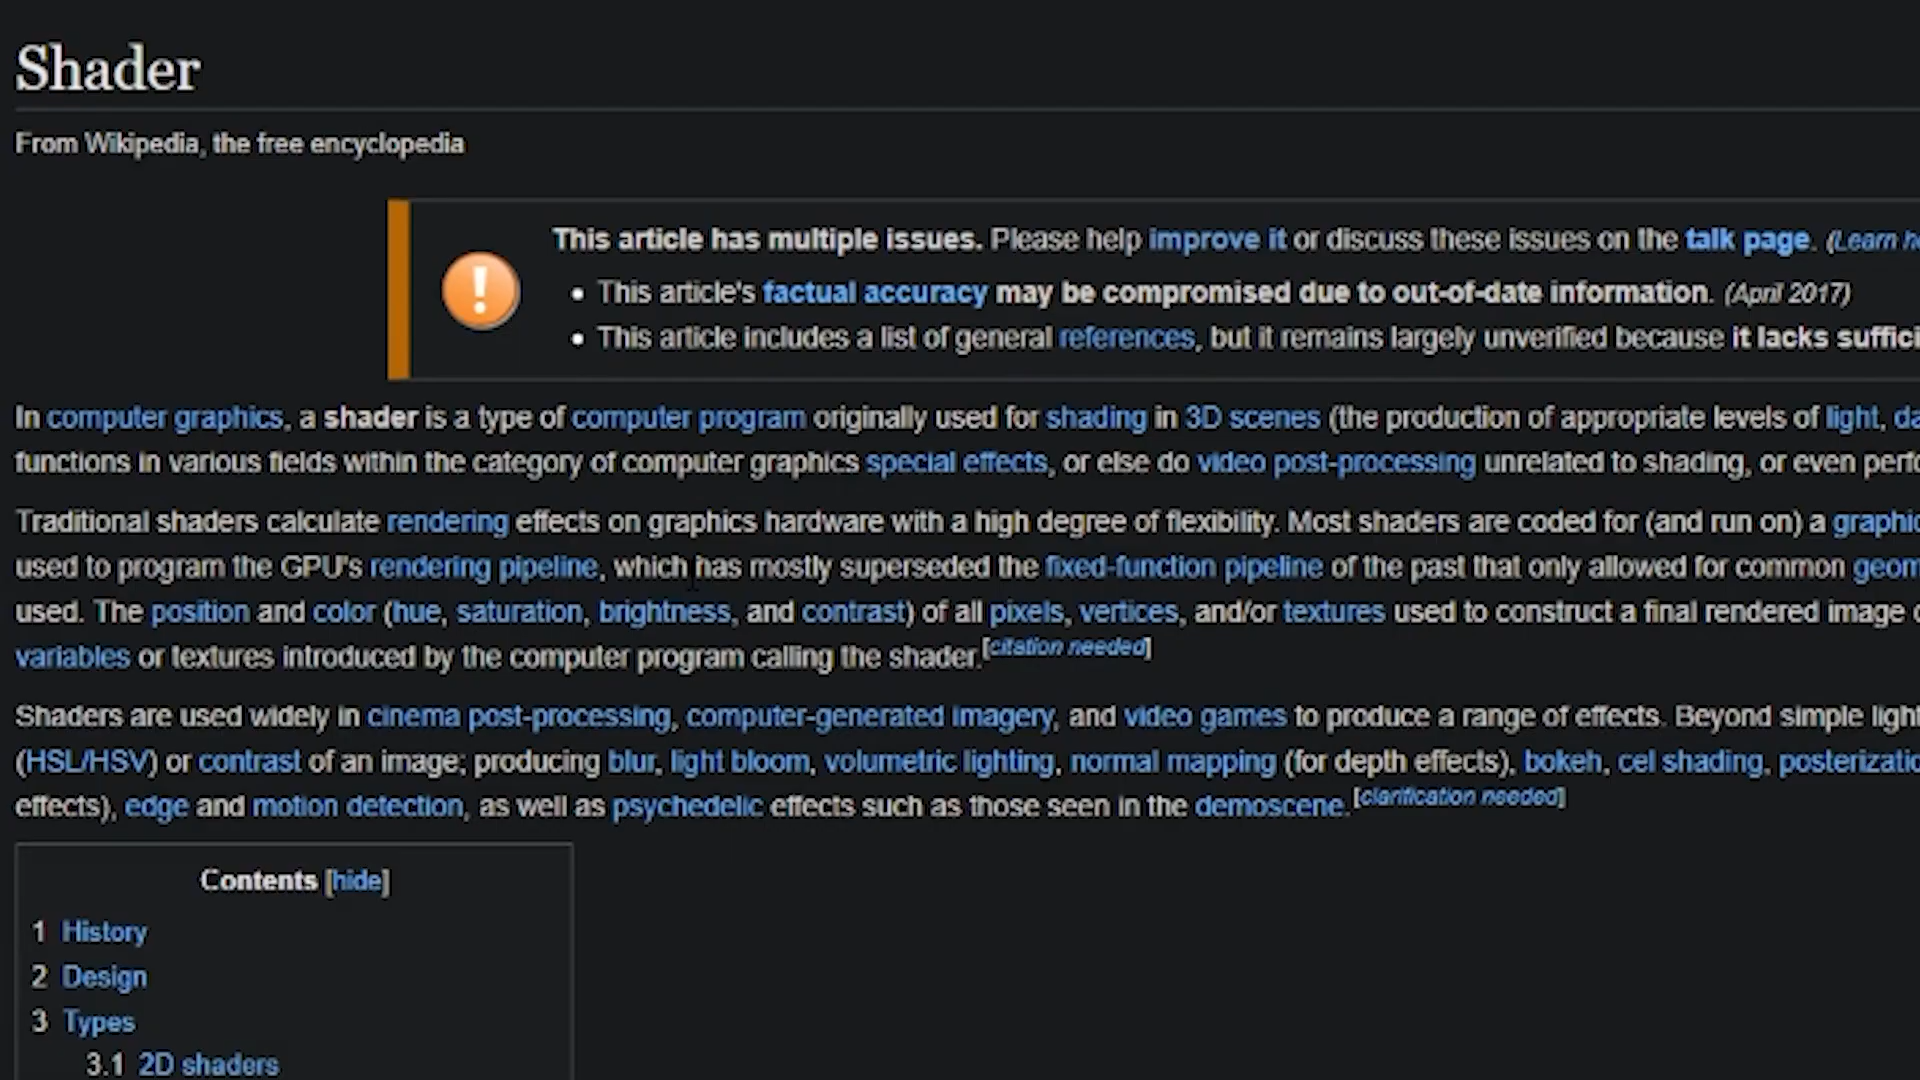 Shader
From Wikipedia, the free encyclopedia
This article has multiple issues. Please help improve it or discuss these issues on the talk page. (Learn
• This article's factual accuracy may be compromised due to out-of-date information. (April 2017)
• This article includes a list of general references, but it remains largely unverified because it lacks
In computer graphics, a shader is a type of computer program originally used for shading in 3D scenes (the production of appropriate levels of light,
functions in various fields within the category of computer graphics special effects, or else do video post-processing unrelated to shading, or even
Traditional shaders calculate rendering effects on graphics hardware with a high degree of flexibility. Most shaders are coded for (and run on) a
used to program the GPU's rendering pipeline, which has mostly superseded the fixed-function pipeline of the past that only allowed for common
used. The position and color (hue, saturation, brightness, and contrast) of all pixels, vertices, and/or textures used to construct a final rendered image
variables or textures introduced by the computer program calling the shader.[citation needed]
Shaders are used widely in cinema post-processing, computer-generated imagery, and video games to produce a range of effects. Beyond simple
(HSL/HSV) or contrast of an image; producing blur, light bloom, volumetric lighting, normal mapping (for depth effects), bokeh, cel shading,
effects), edge and motion detection, as well as psychedelic effects such as those seen in the demoscene.[clarification needed]
Contents [hide]
1 History
2 Design
3 Types
3.1 2D shaders